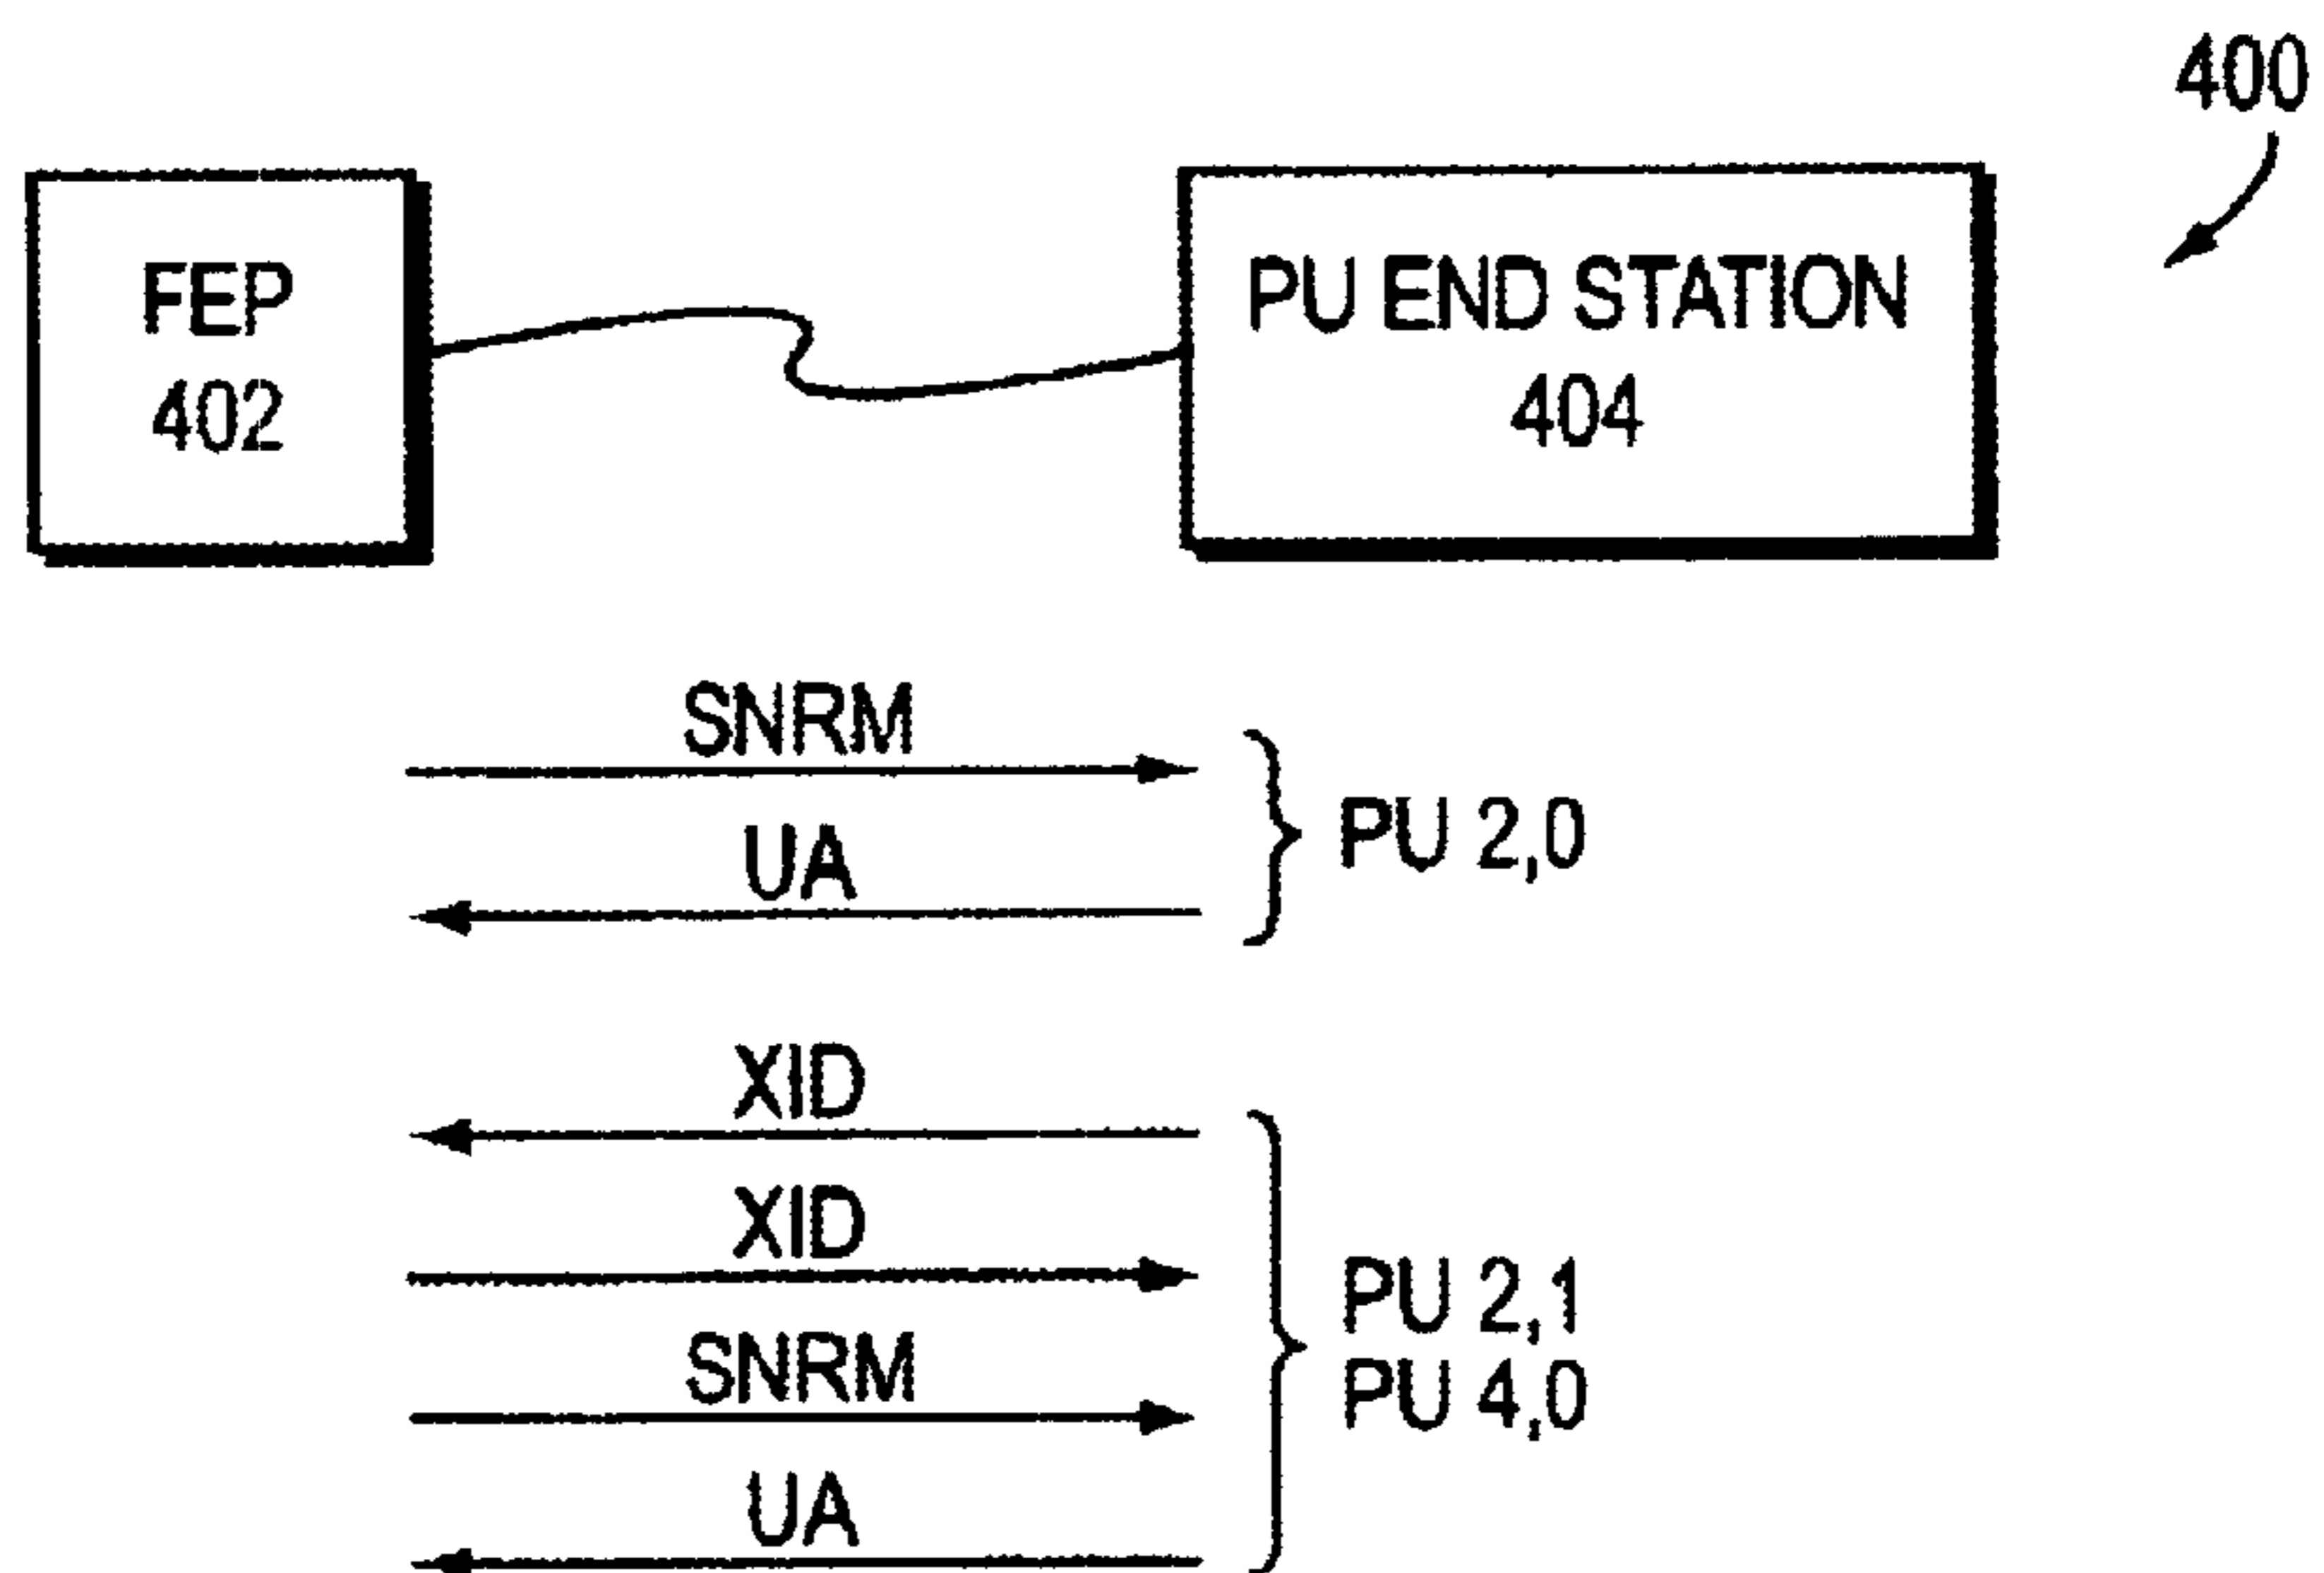 400
FEP
402
PU END STATION
404
SNRM
UA
PU 2,0
XID
XID
SNRM
UA
PU 2,1
PU 4,0